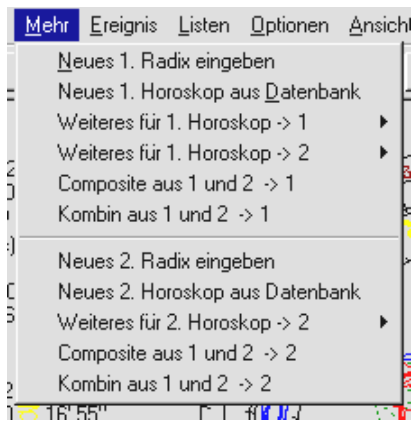 Mehr Ereignis Listen Optionen Ansicht
Neues 1. Radix eingeben
Neues 1. Horoskop aus Datenbank
Weiteres für 1. Horoskop -> 1
Weiteres für 1. Horoskop -> 2
Composite aus 1 und 2 -> 1
Kombin aus 1 und 2 -> 1
Neues 2. Radix eingeben
Neues 2. Horoskop aus Datenbank
Weiteres für 2. Horoskop -> 2
Composite aus 1 und 2 -> 2
Kombin aus 1 und 2 -> 2
16'55"